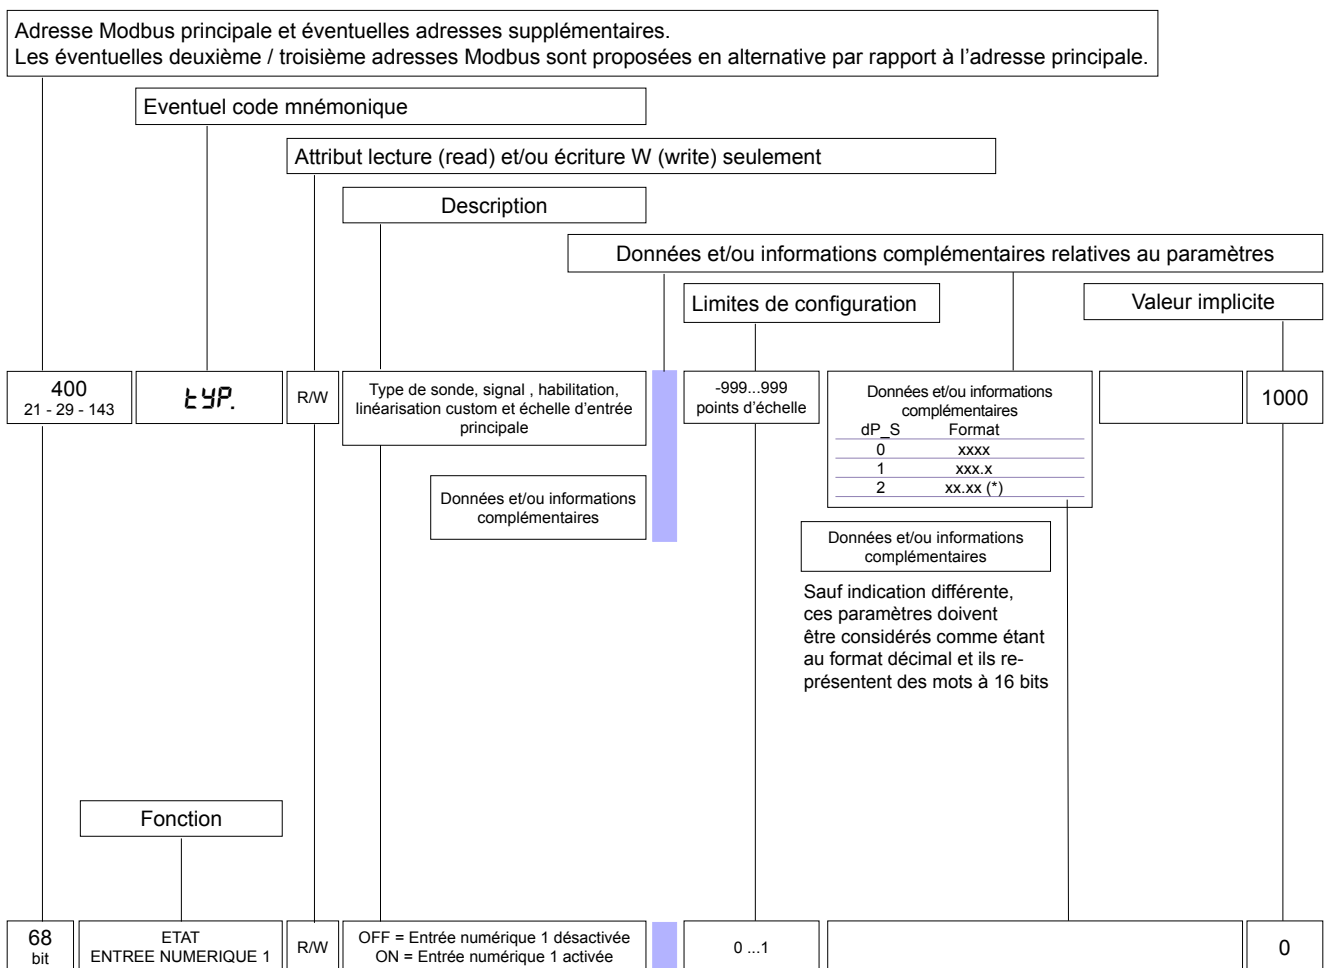 Adresse Modbus principale et éventuelles adresses supplémentaires.
Les éventuelles deuxième / troisième adresses Modbus sont proposées en alternative par rapport à l'adresse principale.
Eventuel code mnémonique
Attribut lecture (read) et/ou écriture W (write) seulement
Description
Données et/ou informations complémentaires relatives au paramètres
Limites de configuration
Valeur implicite
400
21 - 29 - 143
tYP.
R/W
Type de sonde, signal , habilitation,
linéarisation custom et échelle d'entrée
principale
-999...999
points d'échelle
Données et/ou informations
complémentaires
dP_S Format
0 xxxx
1 xxx.x
2 xx.xx (*)
1000
Données et/ou informations
complémentaires
Données et/ou informations
complémentaires
Sauf indication différente,
ces paramètres doivent
être considérés comme étant
au format décimal et ils re-
présentent des mots à 16 bits
Fonction
68
bit
ETAT
ENTREE NUMERIQUE 1
R/W
OFF = Entrée numérique 1 désactivée
ON = Entrée numérique 1 activée
0 ...1
0